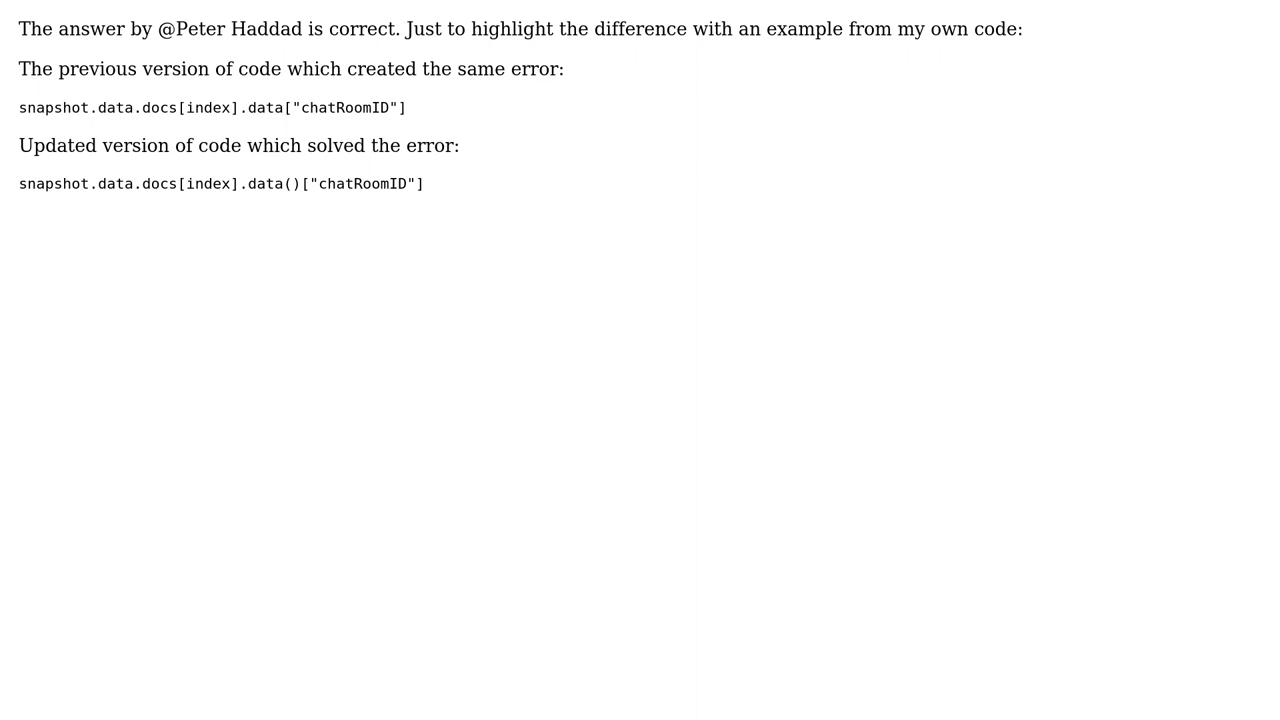 The answer by @Peter Haddad is correct. Just to highlight the difference with an example from my own code:
The previous version of code which created the same error:
snapshot.data.docs[index].data["chatRoomID"]
Updated version of code which solved the error:
snapshot.data.docs[index].data()["chatRoomID"]